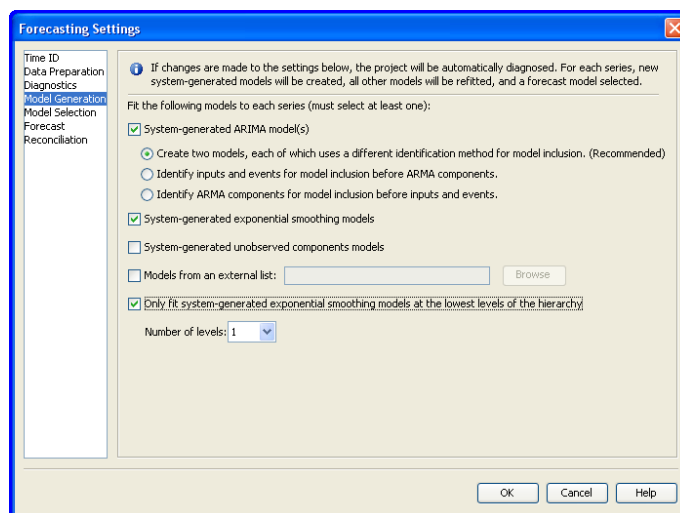 Forecasting Settings
Time ID
Data Preparation
Diagnostics
Model Generation
Model Selection
Forecast
Reconciliation
If changes are made to the settings below, the project will be automatically diagnosed. For each series, new
system-generated models will be created, all other models will be refitted, and a forecast model selected.
Fit the following models to each series (must select at least one):
System-generated ARIMA model(s)
Create two models, each of which uses a different identification method for model inclusion. (Recommended)
Identify inputs and events for model inclusion before ARMA components.
Identify ARMA components for model inclusion before inputs and events.
System-generated exponential smoothing models
System-generated unobserved components models
Models from an external list:
Browse
Only fit system-generated exponential smoothing models at the lowest levels of the hierarchy
Number of levels: 1
OK Cancel Help